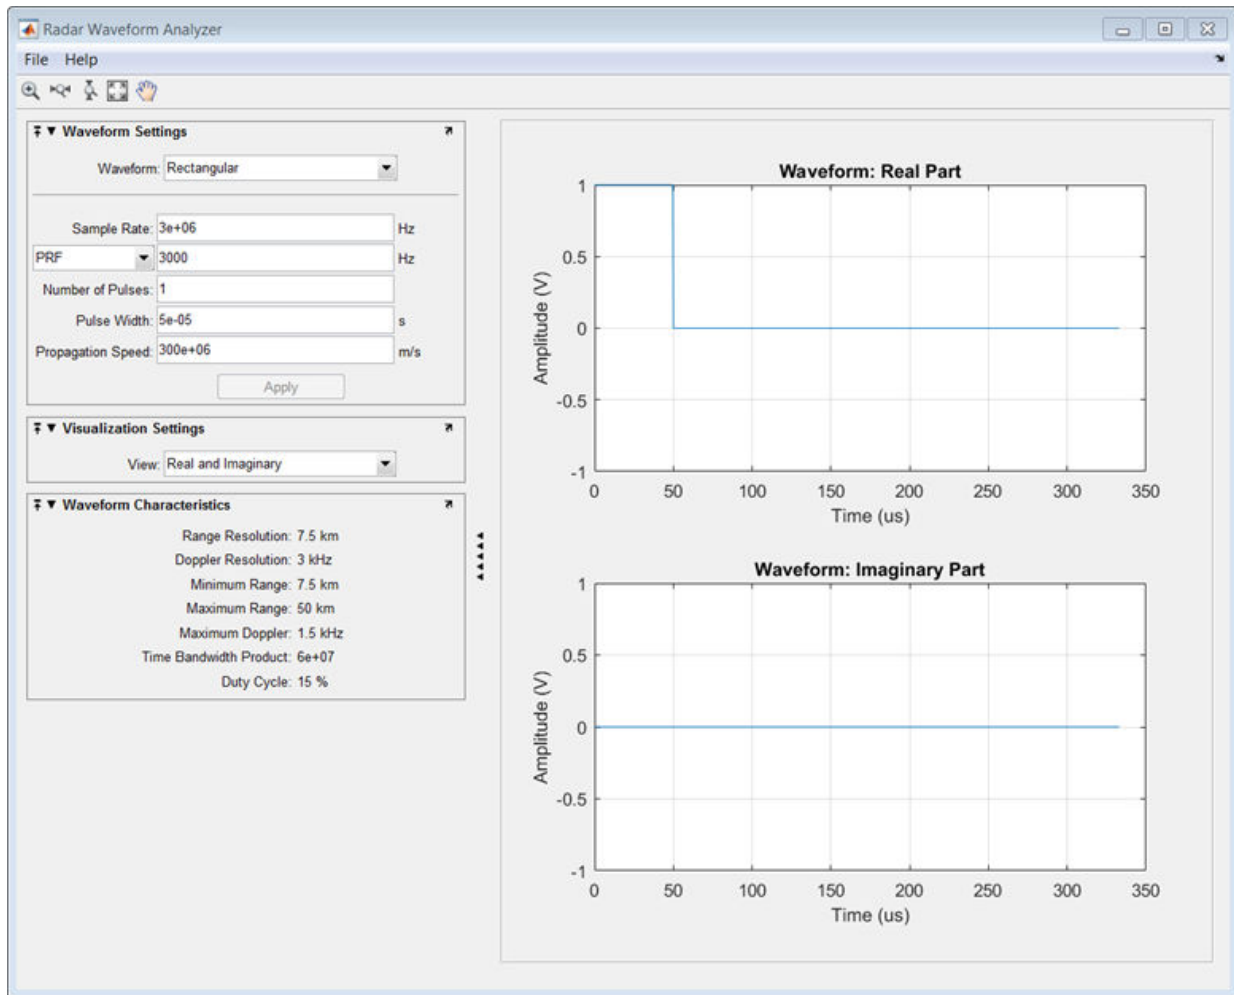 Radar Waveform Analyzer
File Help
Waveform Settings
Waveform: Rectangular
Sample Rate: 3e+06 Hz
PRF 3000 Hz
Number of Pulses: 1
Pulse Width: 5e-05 s
Propagation Speed: 300e+06 m/s
Apply
Visualization Settings
View: Real and Imaginary
Waveform Characteristics
Range Resolution: 7.5 km
Doppler Resolution: 3 kHz
Minimum Range: 7.5 km
Maximum Range: 50 km
Maximum Doppler: 1.5 kHz
Time Bandwidth Product: 6e+07
Duty Cycle: 15 %
Waveform: Real Part
1
0.5
0
-0.5
-1
Amplitude (V)
0 50 100 150 200 250 300 350
Time (us)
Waveform: Imaginary Part
1
0.5
0
-0.5
-1
Amplitude (V)
0 50 100 150 200 250 300 350
Time (us)